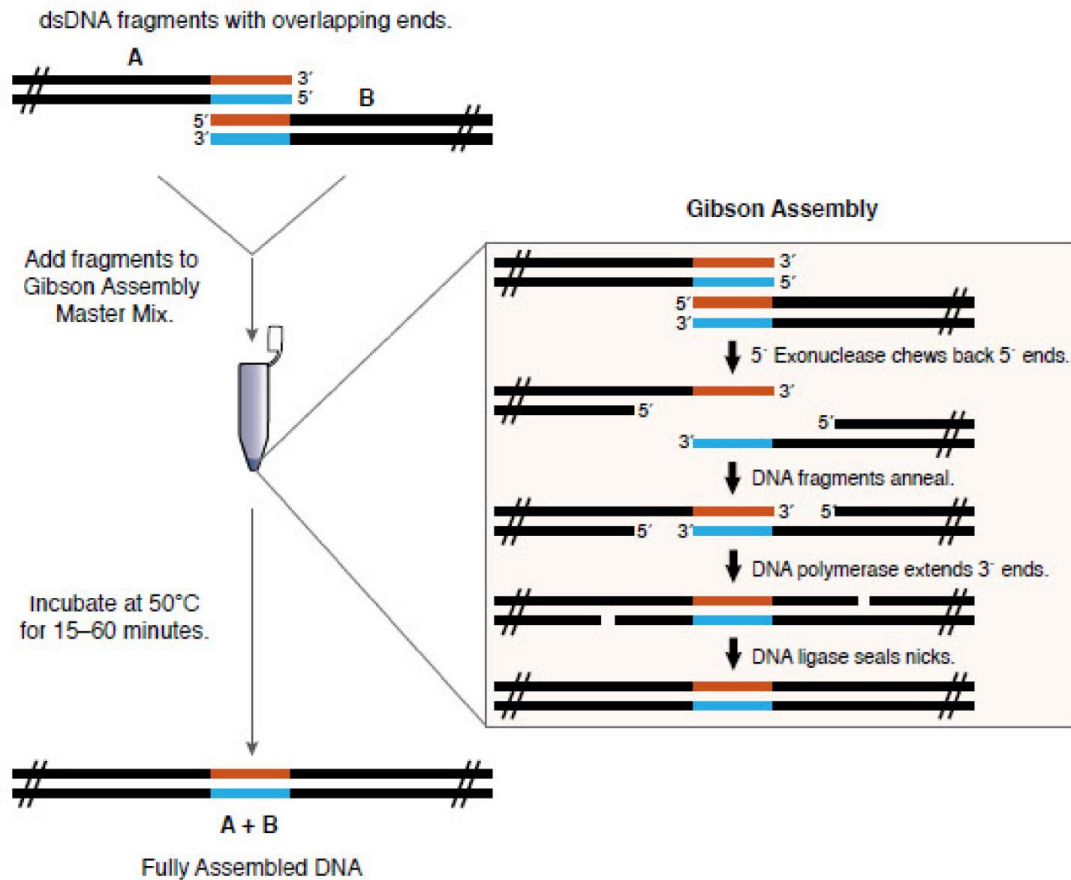 dsDNA fragments with overlapping ends.
A
3′
5′
B
5′
3′
Add fragments to
Gibson Assembly
Master Mix.
Incubate at 50°C
for 15–60 minutes.
A + B
Fully Assembled DNA
Gibson Assembly
3′
5′
5′
3′
5′ Exonuclease chews back 5′ ends.
3′
5′
5′
3′
DNA fragments anneal.
3′ 5′
5′ 3′
DNA polymerase extends 3′ ends.
DNA ligase seals nicks.